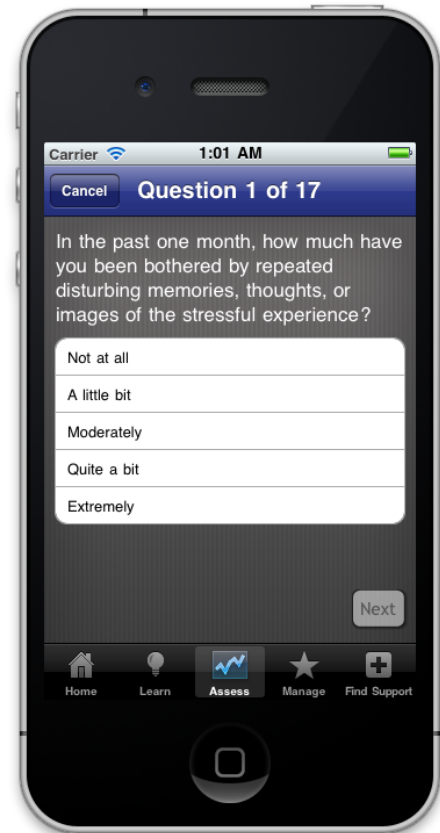 Carrier 1:01 AM
Cancel Question 1 of 17
In the past one month, how much have
you been bothered by repeated
disturbing memories, thoughts, or
images of the stressful experience?
Not at all
A little bit
Moderately
Quite a bit
Extremely
Next
Home Learn Assess Manage Find Support